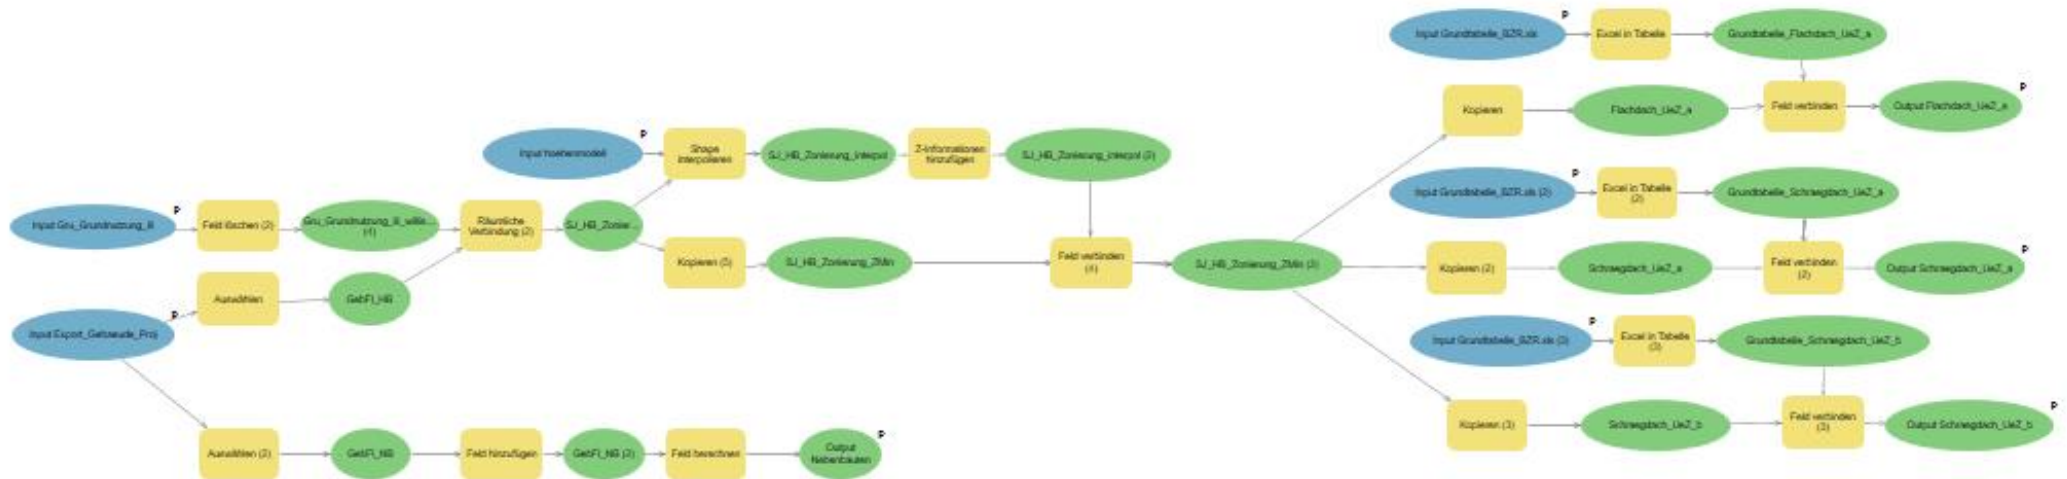 Input Grundtabelle_BZR.xls
P
Excel in Tabelle
Grundtabelle_Flachdach_UeZ_a
Kopieren
Flachdach_UeZ_a
Feld verbinden
Output Flachdach_UeZ_a
P
Input hoehenmodell
P
Shape
interpolieren
SJ_HB_Zonierung_Interpol
Z-Informationen
hinzufügen
SJ_HB_Zonierung_Interpol (2)
Input Grundtabelle_BZR.xls (2)
P
Excel in Tabelle
(2)
Grundtabelle_Schraegdach_UeZ_a
Input Gru_Grundnutzung_lli
P
Feld löschen (2)
(4)
Räumliche
Verbindung (2)
SJ_HB_Zonier...
Kopieren (5)
SJ_HB_Zonierung_ZMin
Feld verbinden
(4)
SJ_HB_Zonierung_ZMin (2)
Kopieren (2)
Schraegdach_UeZ_a
Feld verbinden
(2)
Output Schraegdach_UeZ_a
P
Auswählen
GebFl_HB
Input Export_Gebaeude_Proj
P
Input Grundtabelle_BZR.xls (3)
P
Excel in Tabelle
(3)
Grundtabelle_Schraegdach_UeZ_b
Kopieren (3)
Schraegdach_UeZ_b
Feld verbinden
(3)
Output Schraegdach_UeZ_b
P
Auswählen (2)
GebFl_NB
Feld hinzufügen
GebFl_NB (2)
Feld berechnen
Output
Nebenbauten
P